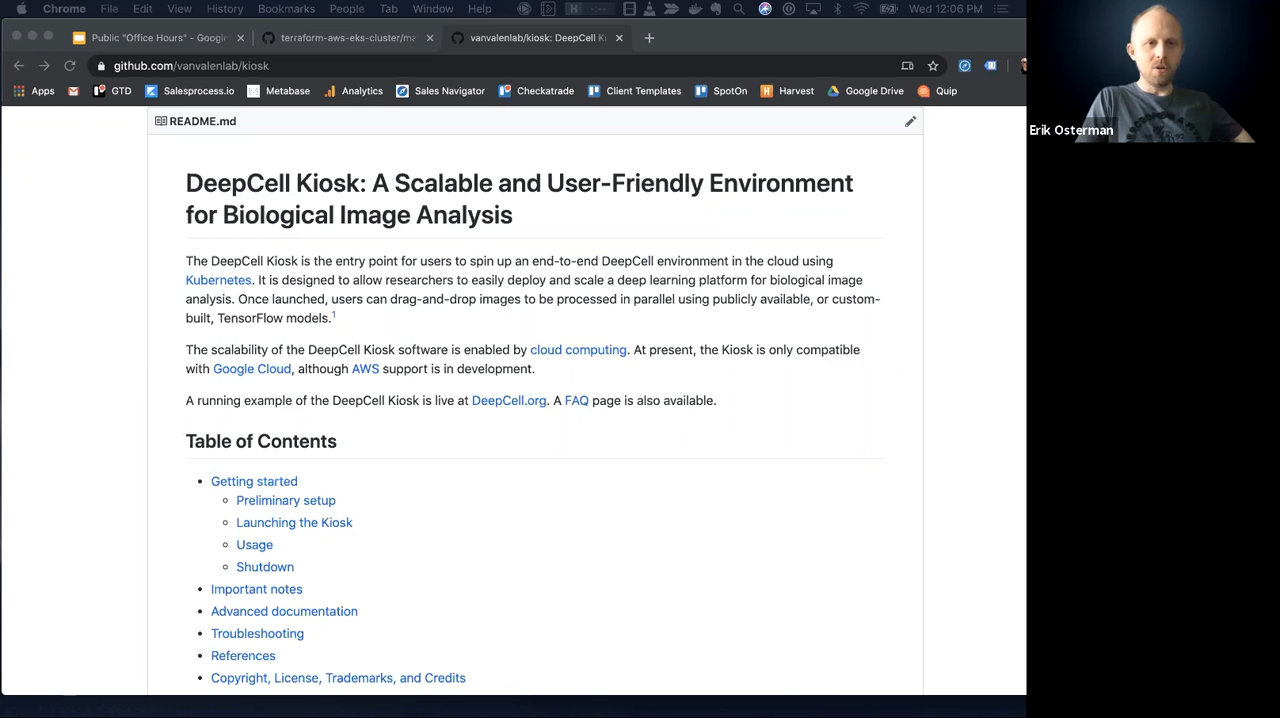 Chrome File Edit View History Bookmarks People Tab Window Help Wed 12:06 PM
Public "Office Hours" - Google
terraform-aws-eks-cluster/ma
vanvalenlab/kiosk: DeepCell Ki
github.com/vanvalenlab/kiosk
Apps GTD Salesprocess.io Metabase Analytics Sales Navigator Checkatrade Client Templates SpotOn Harvest Google Drive Quip
README.md
DeepCell Kiosk: A Scalable and User-Friendly Environment
for Biological Image Analysis
The DeepCell Kiosk is the entry point for users to spin up an end-to-end DeepCell environment in the cloud using
Kubernetes. It is designed to allow researchers to easily deploy and scale a deep learning platform for biological image
analysis. Once launched, users can drag-and-drop images to be processed in parallel using publicly available, or custom-
built, TensorFlow models.1
The scalability of the DeepCell Kiosk software is enabled by cloud computing. At present, the Kiosk is only compatible
with Google Cloud, although AWS support is in development.
A running example of the DeepCell Kiosk is live at DeepCell.org. A FAQ page is also available.
Table of Contents
Getting started
Preliminary setup
Launching the Kiosk
Usage
Shutdown
Important notes
Advanced documentation
Troubleshooting
References
Copyright, License, Trademarks, and Credits
Erik Osterman